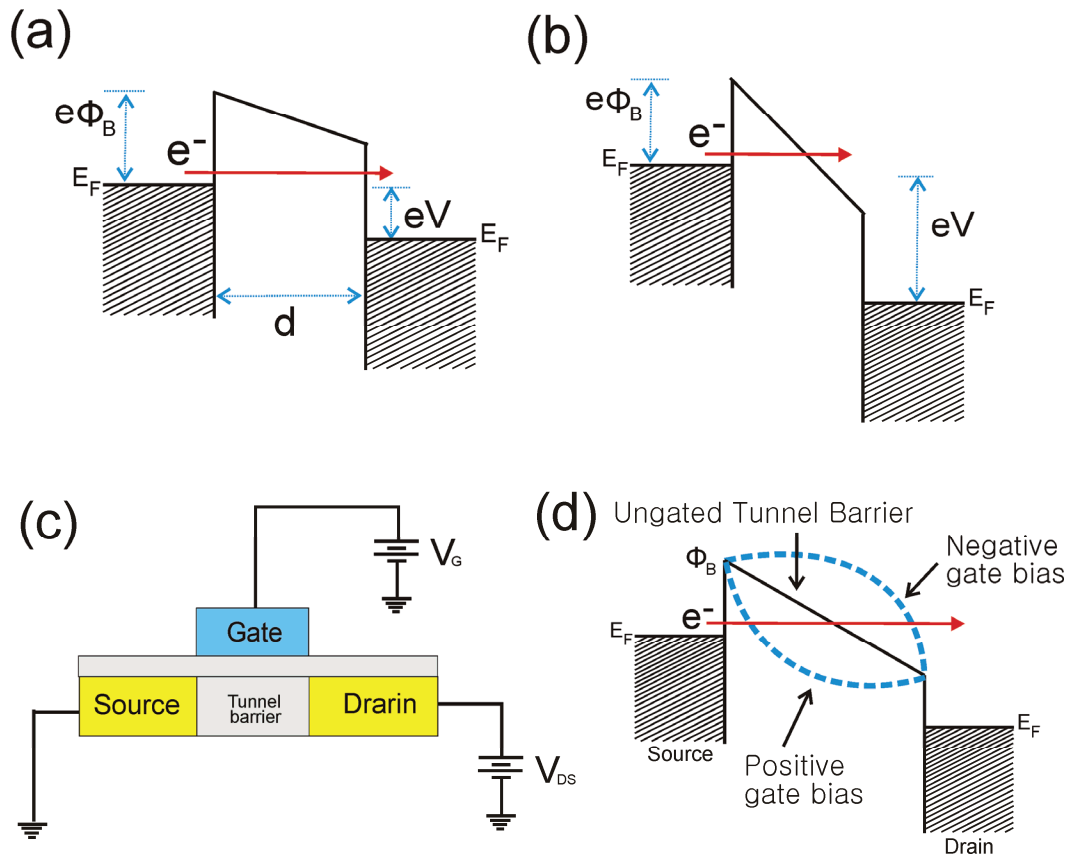 (a)
eΦB
e-
EF
eV
EF
d
(b)
eΦB
e-
EF
eV
EF
(c)
VG
Gate
Source
Tunnel
barrier
Drarin
VDS
(d)
Ungated Tunnel Barrier
Negative
gate bias
ΦB
e-
EF
EF
Source
Positive
gate bias
Drain